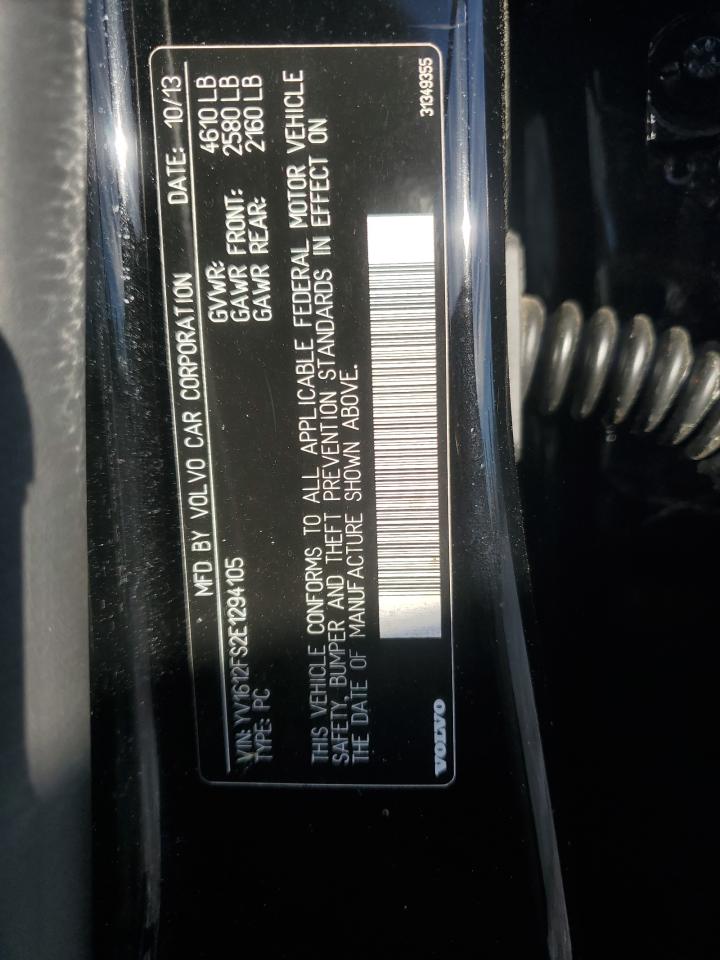 MFD BY VOLVO CAR CORPORATION DATE: 10/13
VIN: YV1612FS2E1294105 GVWR: 4610 LB
TYPE: PC GAWR FRONT: 2580 LB
GAWR REAR: 2160 LB
THIS VEHICLE CONFORMS TO ALL APPLICABLE FEDERAL MOTOR VEHICLE
SAFETY, BUMPER AND THEFT PREVENTION STANDARDS IN EFFECT ON
THE DATE OF MANUFACTURE SHOWN ABOVE.
VOLVO 31349355